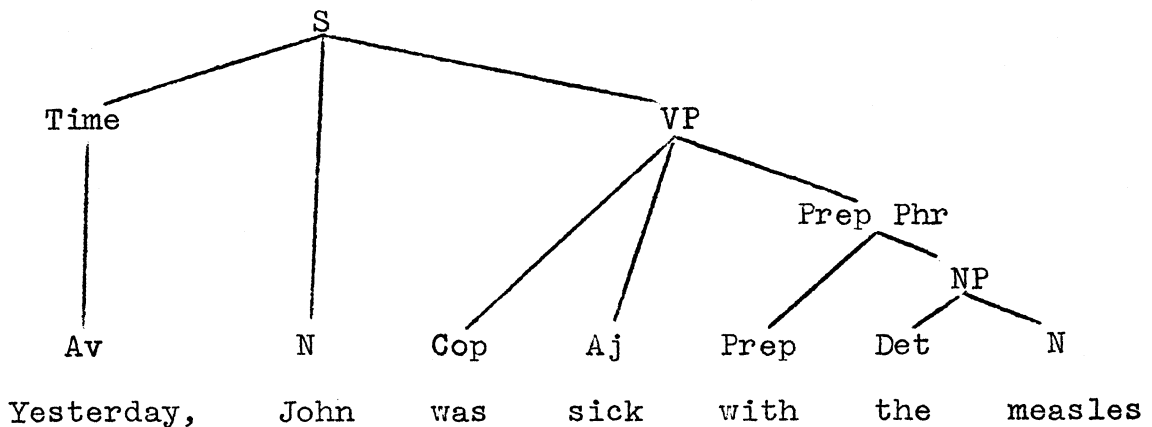 S
Time VP
Prep Phr
NP
Av N Cop Aj Prep Det N
Yesterday, John was sick with the measles